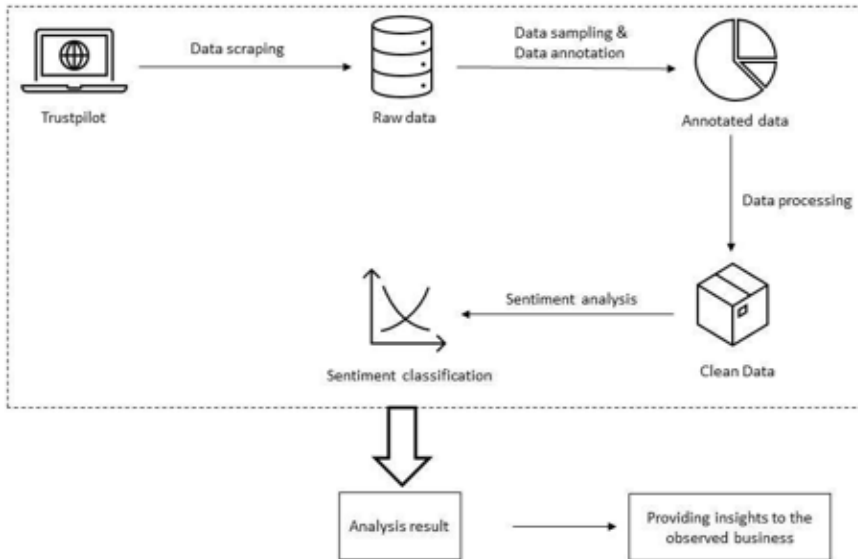 Data scraping
Data sampling &
Data annotation
Trustpilot
Raw data
Annotated data
Data processing
Sentiment analysis
Sentiment classification
Clean Data
Analysis result
Providing insights to the
observed business